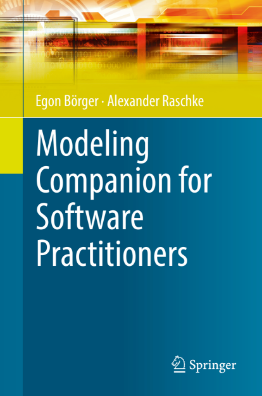 Egon Börger · Alexander Raschke
Modeling
Companion for
Software
Practitioners
Springer